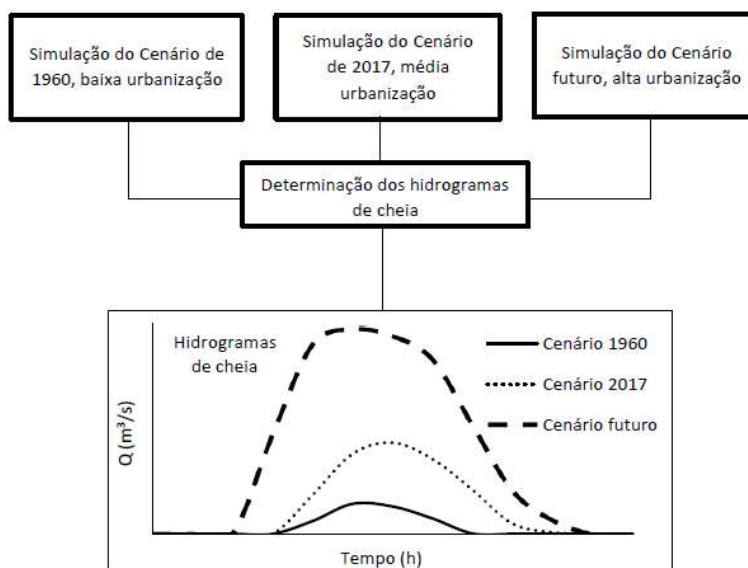 Simulação do Cenário de
1960, baixa urbanização
Simulação do Cenário
de 2017, média
urbanização
Simulação do Cenário
futuro, alta urbanização
Determinação dos hidrogramas
de cheia
Hidrogramas
de cheia
Cenário 1960
Cenário 2017
Cenário futuro
Q (m³/s)
Tempo (h)